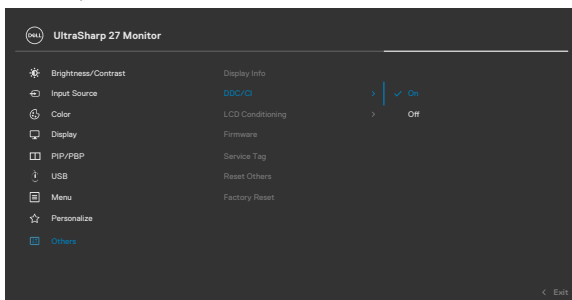 DELL UltraSharp 27 Monitor
Brightness/Contrast Display Info
Input Source DDC/CI > ✓ On
Color LCD Conditioning > Off
Display Firmware
PIP/PBP Service Tag
USB Reset Others
Menu Factory Reset
Personalize
Others
< Exit